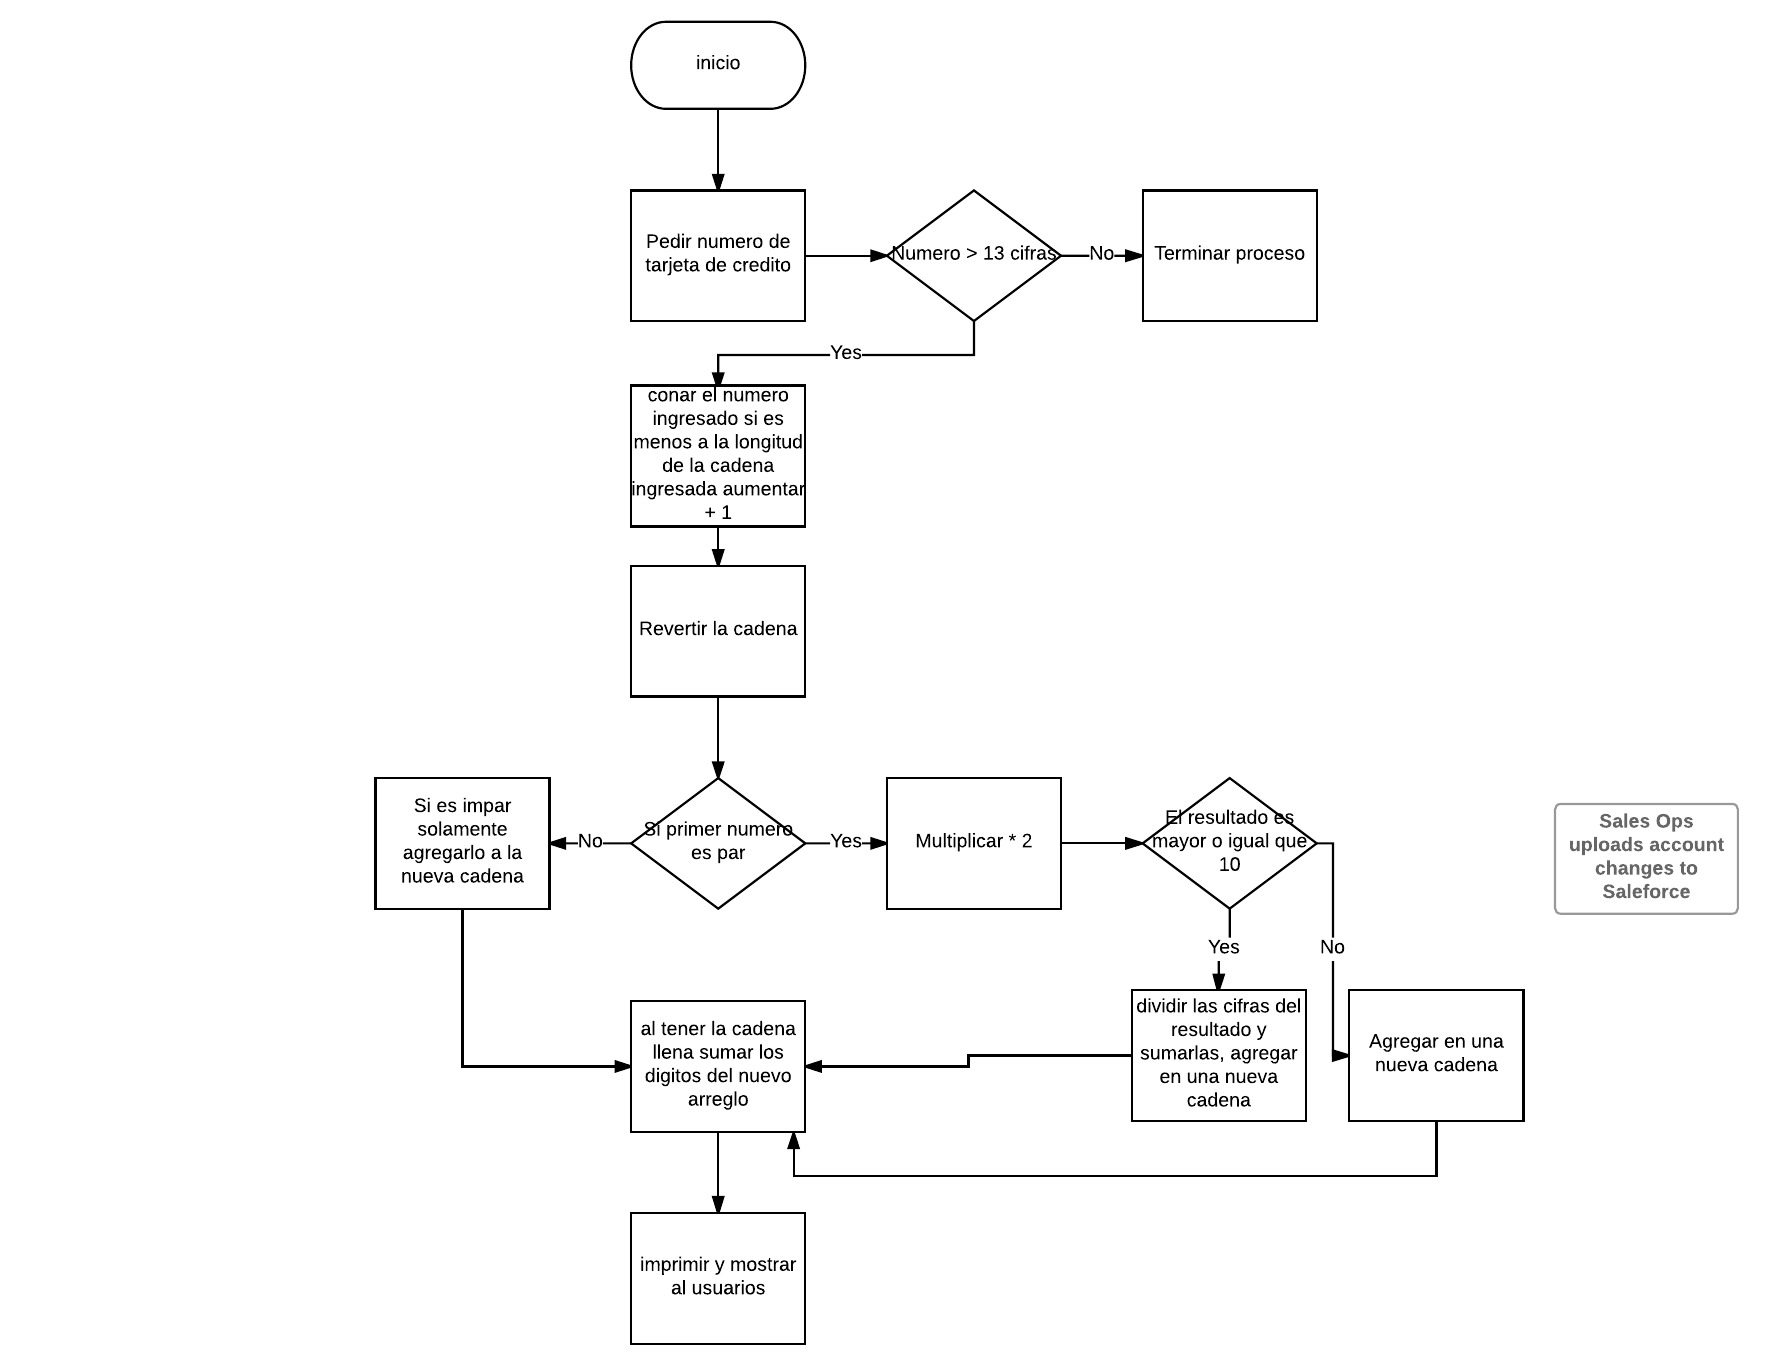 inicio
Pedir numero de
tarjeta de credito
Numero > 13 cifras
No
Terminar proceso
Yes
conar el numero
ingresado si es
menos a la longitud
de la cadena
ingresada aumentar
+ 1
Revertir la cadena
Si es impar
solamente
agregarlo a la
nueva cadena
No
Si primer numero
es par
Yes
Multiplicar * 2
El resultado es
mayor o igual que
10
Sales Ops
uploads account
changes to
Saleforce
Yes
No
al tener la cadena
llena sumar los
digitos del nuevo
arreglo
dividir las cifras del
resultado y
sumarlas, agregar
en una nueva
cadena
Agregar en una
nueva cadena
imprimir y mostrar
al usuarios